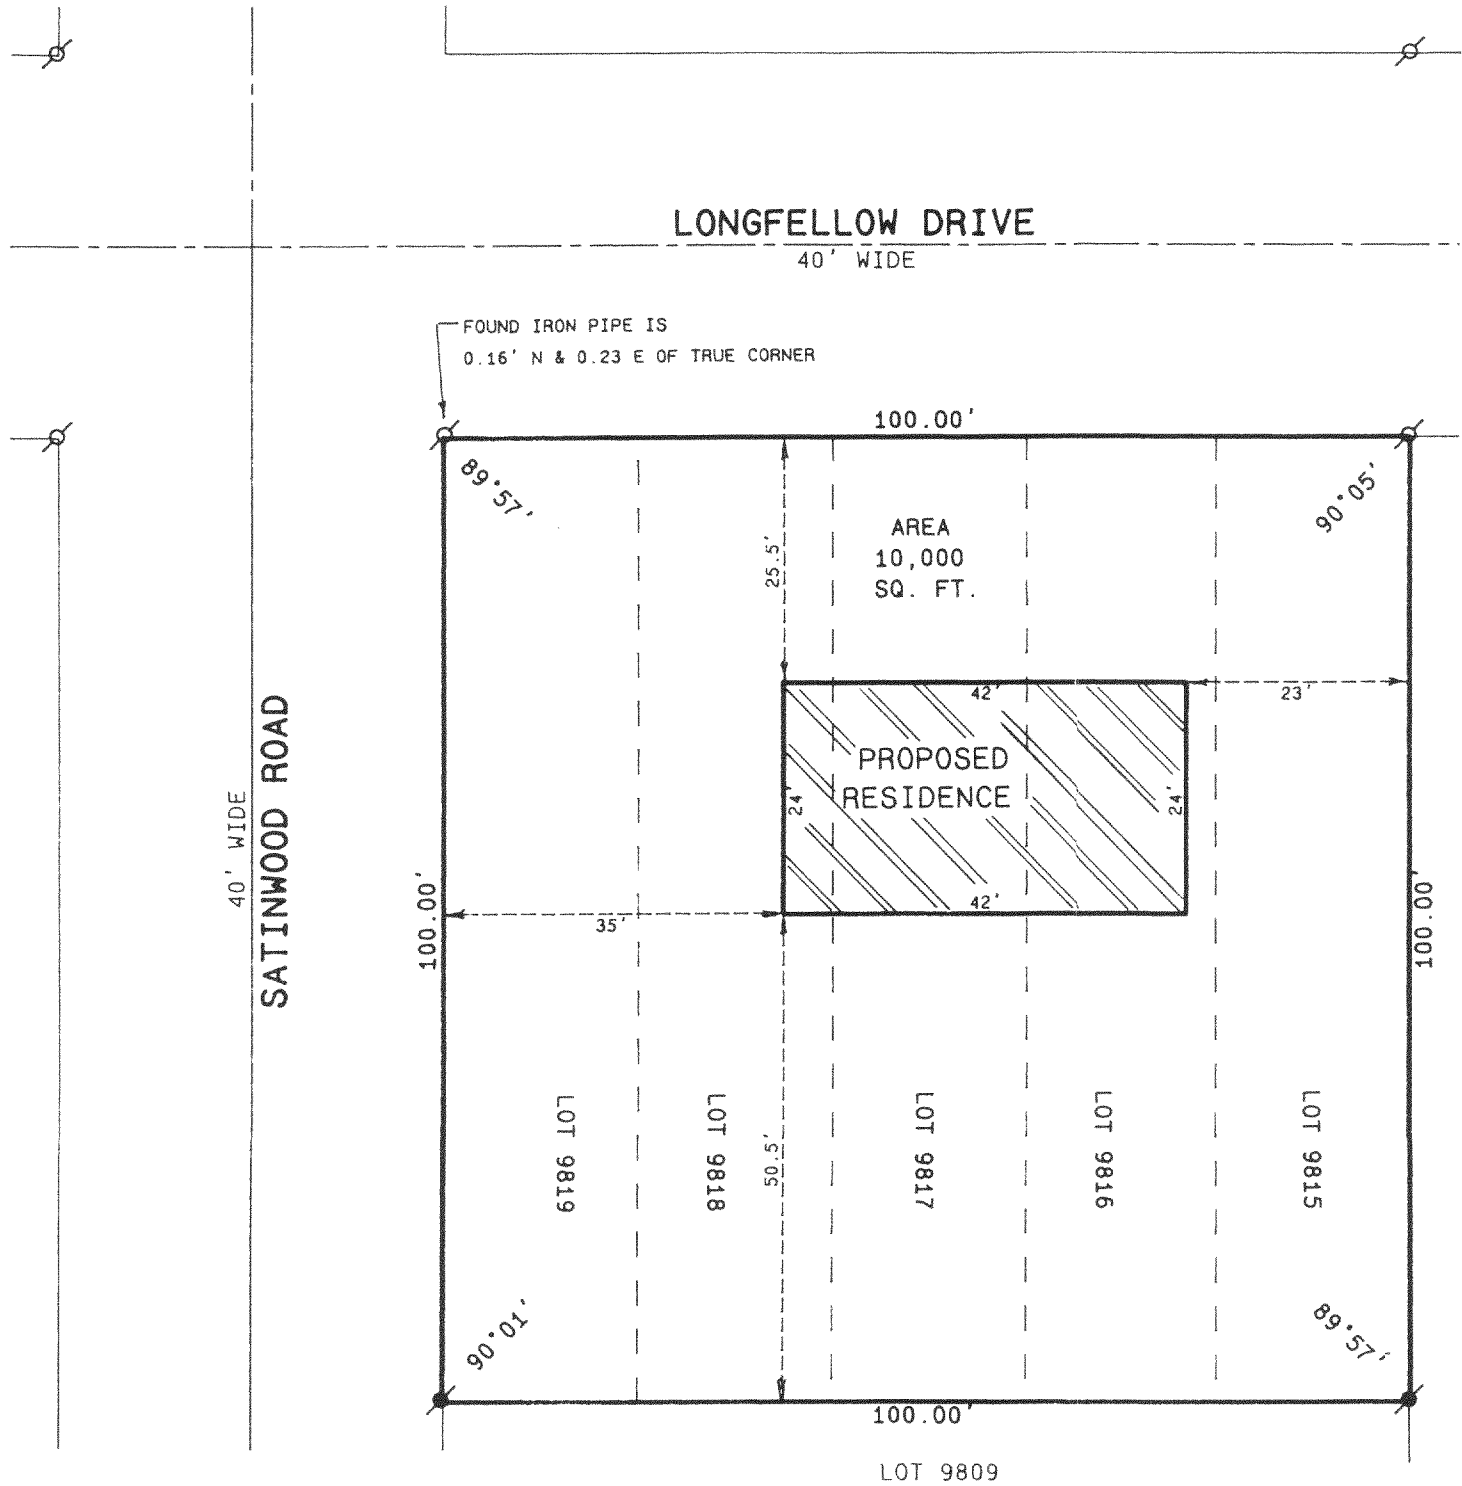 LONGFELLOW DRIVE
40' WIDE
FOUND IRON PIPE IS
0.16' N & 0.23 E OF TRUE CORNER
100.00'
89°57'
90°05'
25.5'
AREA
10,000
SQ. FT.
42'
23'
PROPOSED
RESIDENCE
24'
24'
42'
35'
40' WIDE
SATINWOOD ROAD
100.00'
100.00'
50.5'
LOT 9819
LOT 9818
LOT 9817
LOT 9816
LOT 9815
90°01'
89°57'
100.00'
LOT 9809